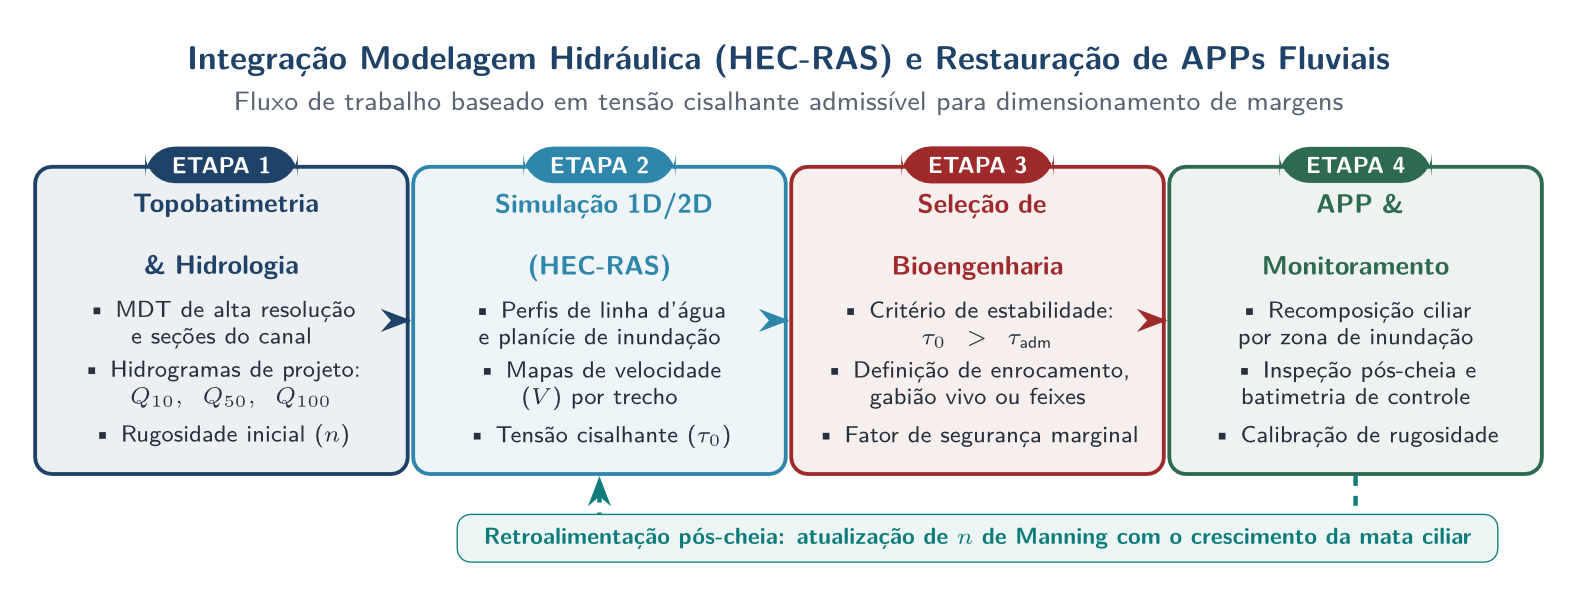 Integração Modelagem Hidráulica (HEC-RAS) e Restauração de APPs Fluviais
Fluxo de trabalho baseado em tensão cisalhante admissível para dimensionamento de margens
ETAPA 1
Topobatimetria
& Hidrologia
▪ MDT de alta resolução
e seções do canal
▪ Hidrogramas de projeto:
Q₁₀, Q₅₀, Q₁₀₀
▪ Rugosidade inicial (n)
ETAPA 2
Simulação 1D/2D
(HEC-RAS)
▪ Perfis de linha d'água
e planície de inundação
▪ Mapas de velocidade
(V) por trecho
▪ Tensão cisalhante (τ₀)
ETAPA 3
Seleção de
Bioengenharia
▪ Critério de estabilidade:
τ₀ > τadm
▪ Definição de enrocamento,
gabião vivo ou feixes
▪ Fator de segurança marginal
ETAPA 4
APP &
Monitoramento
▪ Recomposição ciliar
por zona de inundação
▪ Inspeção pós-cheia e
batimetria de controle
▪ Calibração de rugosidade
Retroalimentação pós-cheia: atualização de n de Manning com o crescimento da mata ciliar